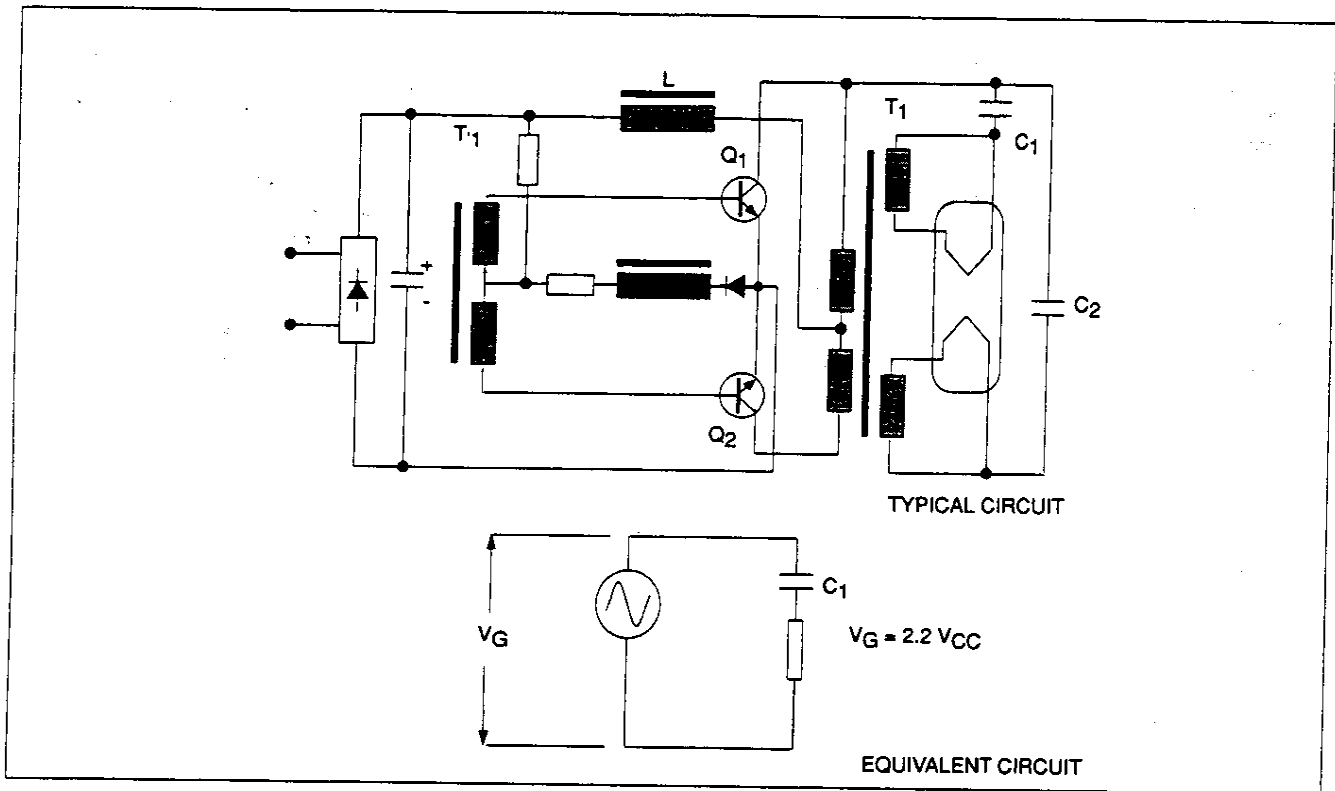 L
T'1
T1
C1
Q1
+
-
C2
Q2
TYPICAL CIRCUIT
C1
VG
VG = 2.2 VCC
EQUIVALENT CIRCUIT